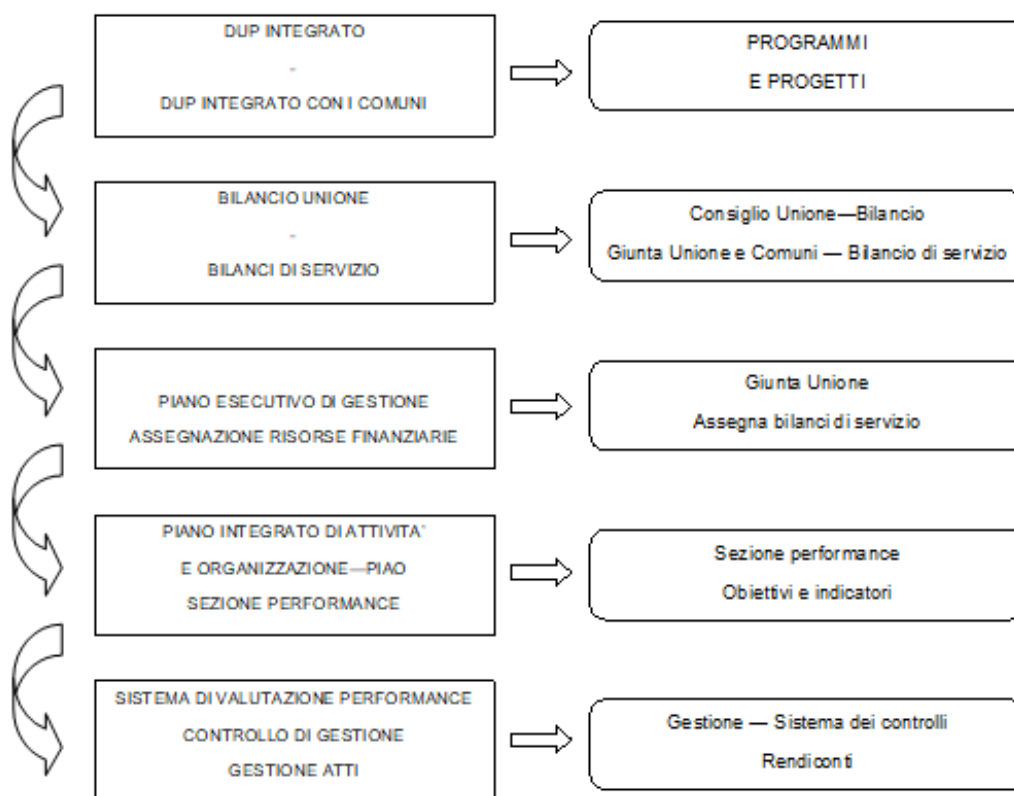 DUP INTEGRATO
-
DUP INTEGRATO CON I COMUNI
PROGRAMMI
E PROGETTI
BILANCIO UNIONE
-
BILANCI DI SERVIZIO
Consiglio Unione—Bilancio
Giunta Unione e Comuni — Bilancio di servizio
PIANO ESECUTIVO DI GESTIONE
ASSEGNAZIONE RISORSE FINANZIARIE
Giunta Unione
Assegna bilanci di servizio
PIANO INTEGRATO DI ATTIVITA'
E ORGANIZZAZIONE—PIAO
SEZIONE PERFORMANCE
Sezione performance
Obiettivi e indicatori
SISTEMA DI VALUTAZIONE PERFORMANCE
CONTROLLO DI GESTIONE
GESTIONE ATTI
Gestione — Sistema dei controlli
Rendiconti